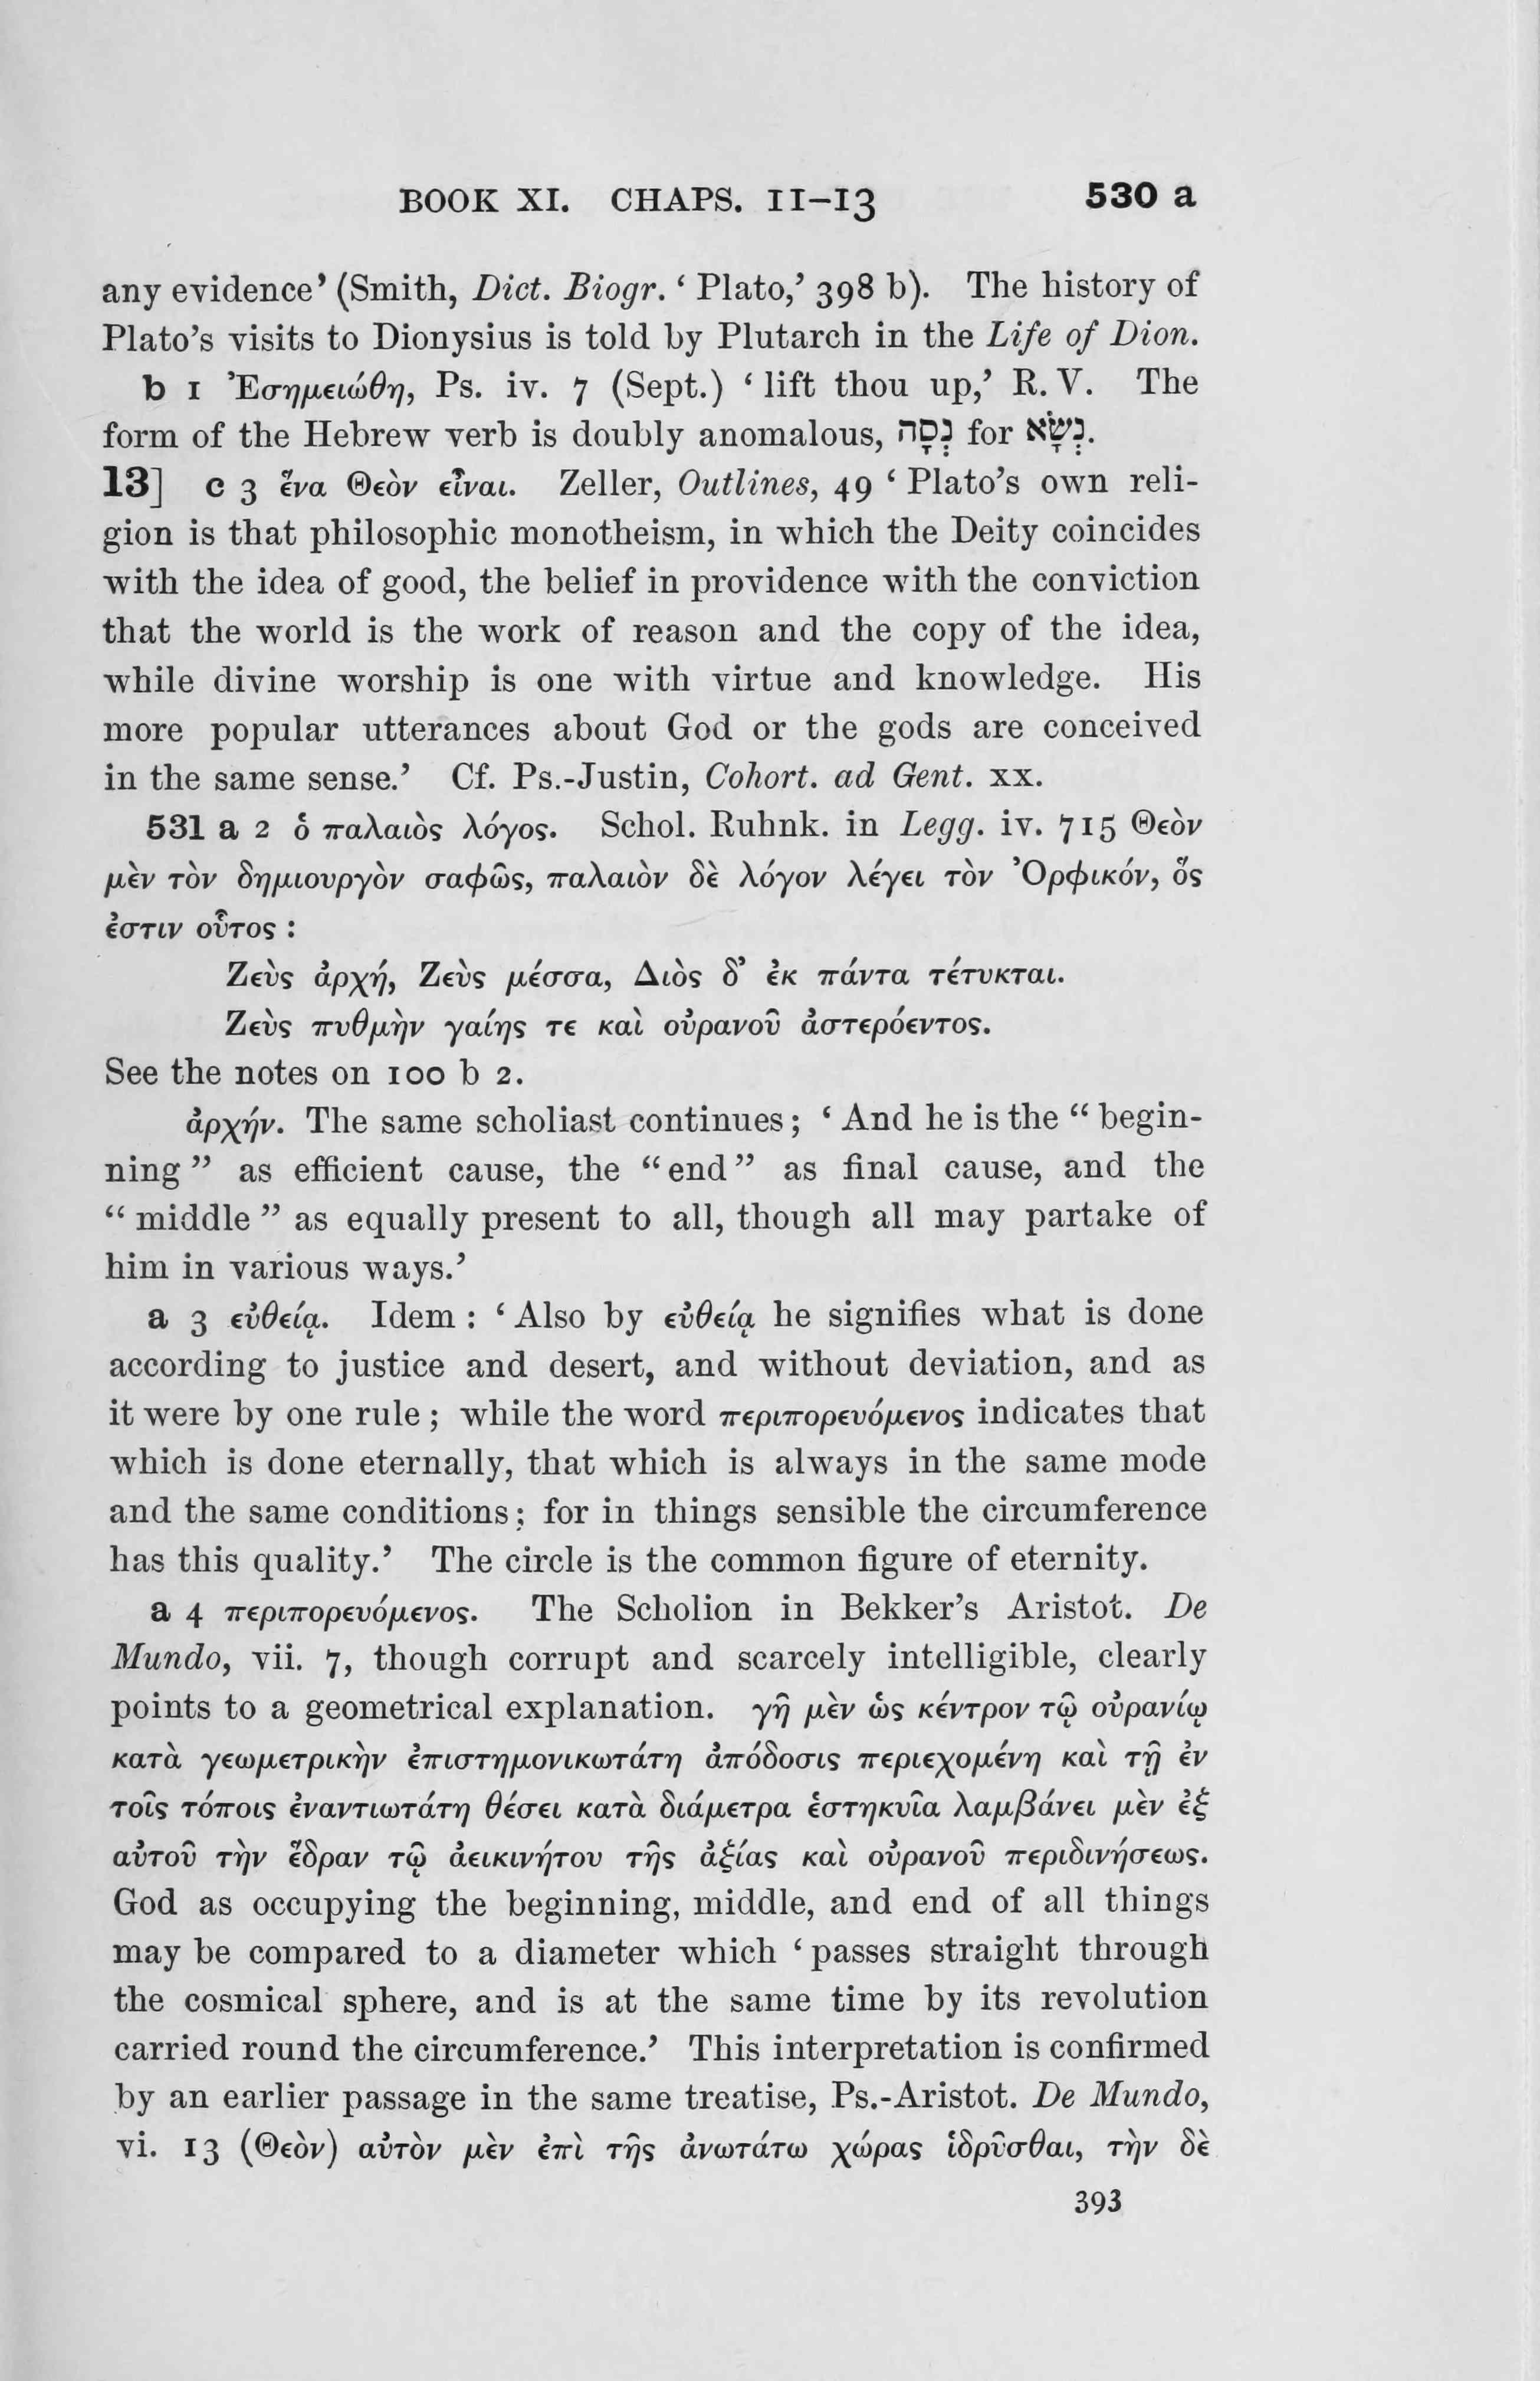 BOOK XI. CHAPS. 11–13 530 a
any evidence’ (Smith, Dict. Biogr. ‘Plato,’ 398 b). The history of
Plato’s visits to Dionysius is told by Plutarch in the Life of Dion.
b 1 Ἐσημειώθη, Ps. iv. 7 (Sept.) ‘lift thou up,’ R. V. The
form of the Hebrew verb is doubly anomalous, נְסָה for נְשָׂא.
13] c 3 ἕνα Θεὸν εἶναι. Zeller, Outlines, 49 ‘Plato’s own reli-
gion is that philosophic monotheism, in which the Deity coincides
with the idea of good, the belief in providence with the conviction
that the world is the work of reason and the copy of the idea,
while divine worship is one with virtue and knowledge. His
more popular utterances about God or the gods are conceived
in the same sense.’ Cf. Ps.-Justin, Cohort. ad Gent. xx.
531 a 2 ὁ παλαιὸς λόγος. Schol. Ruhnk. in Legg. iv. 715 Θεὸν
μὲν τὸν δημιουργὸν σαφῶς, παλαιὸν δὲ λόγον λέγει τὸν Ὀρφικόν, ὅς
ἐστιν οὗτος :
Ζεὺς ἀρχή, Ζεὺς μέσσα, Διὸς δ’ ἐκ πάντα τέτυκται.
Ζεὺς πυθμὴν γαίης τε καὶ οὐρανοῦ ἀστερόεντος.
See the notes on 100 b 2.
ἀρχήν. The same scholiast continues; ‘And he is the “begin-
ning” as efficient cause, the “end” as final cause, and the
“middle” as equally present to all, though all may partake of
him in various ways.’
a 3 εὐθείᾳ. Idem : ‘Also by εὐθείᾳ he signifies what is done
according to justice and desert, and without deviation, and as
it were by one rule; while the word περιπορευόμενος indicates that
which is done eternally, that which is always in the same mode
and the same conditions; for in things sensible the circumference
has this quality.’ The circle is the common figure of eternity.
a 4 περιπορευόμενος. The Scholion in Bekker’s Aristot. De
Mundo, vii. 7, though corrupt and scarcely intelligible, clearly
points to a geometrical explanation. γῆ μὲν ὡς κέντρον τῷ οὐρανίῳ
κατὰ γεωμετρικὴν ἐπιστημονικωτάτη ἀπόδοσις περιεχομένη καὶ τῇ ἐν
τοῖς τόποις ἐναντιωτάτη θέσει κατὰ διάμετρα ἑστηκυῖα λαμβάνει μὲν ἐξ
αὐτοῦ τὴν ἕδραν τῷ ἀεικινήτου τῆς ἀξίας καὶ οὐρανοῦ περιδινήσεως.
God as occupying the beginning, middle, and end of all things
may be compared to a diameter which ‘passes straight through
the cosmical sphere, and is at the same time by its revolution
carried round the circumference.’ This interpretation is confirmed
by an earlier passage in the same treatise, Ps.-Aristot. De Mundo,
vi. 13 (Θεὸν) αὐτὸν μὲν ἐπὶ τῆς ἀνωτάτω χώρας ἱδρῦσθαι, τὴν δὲ
393